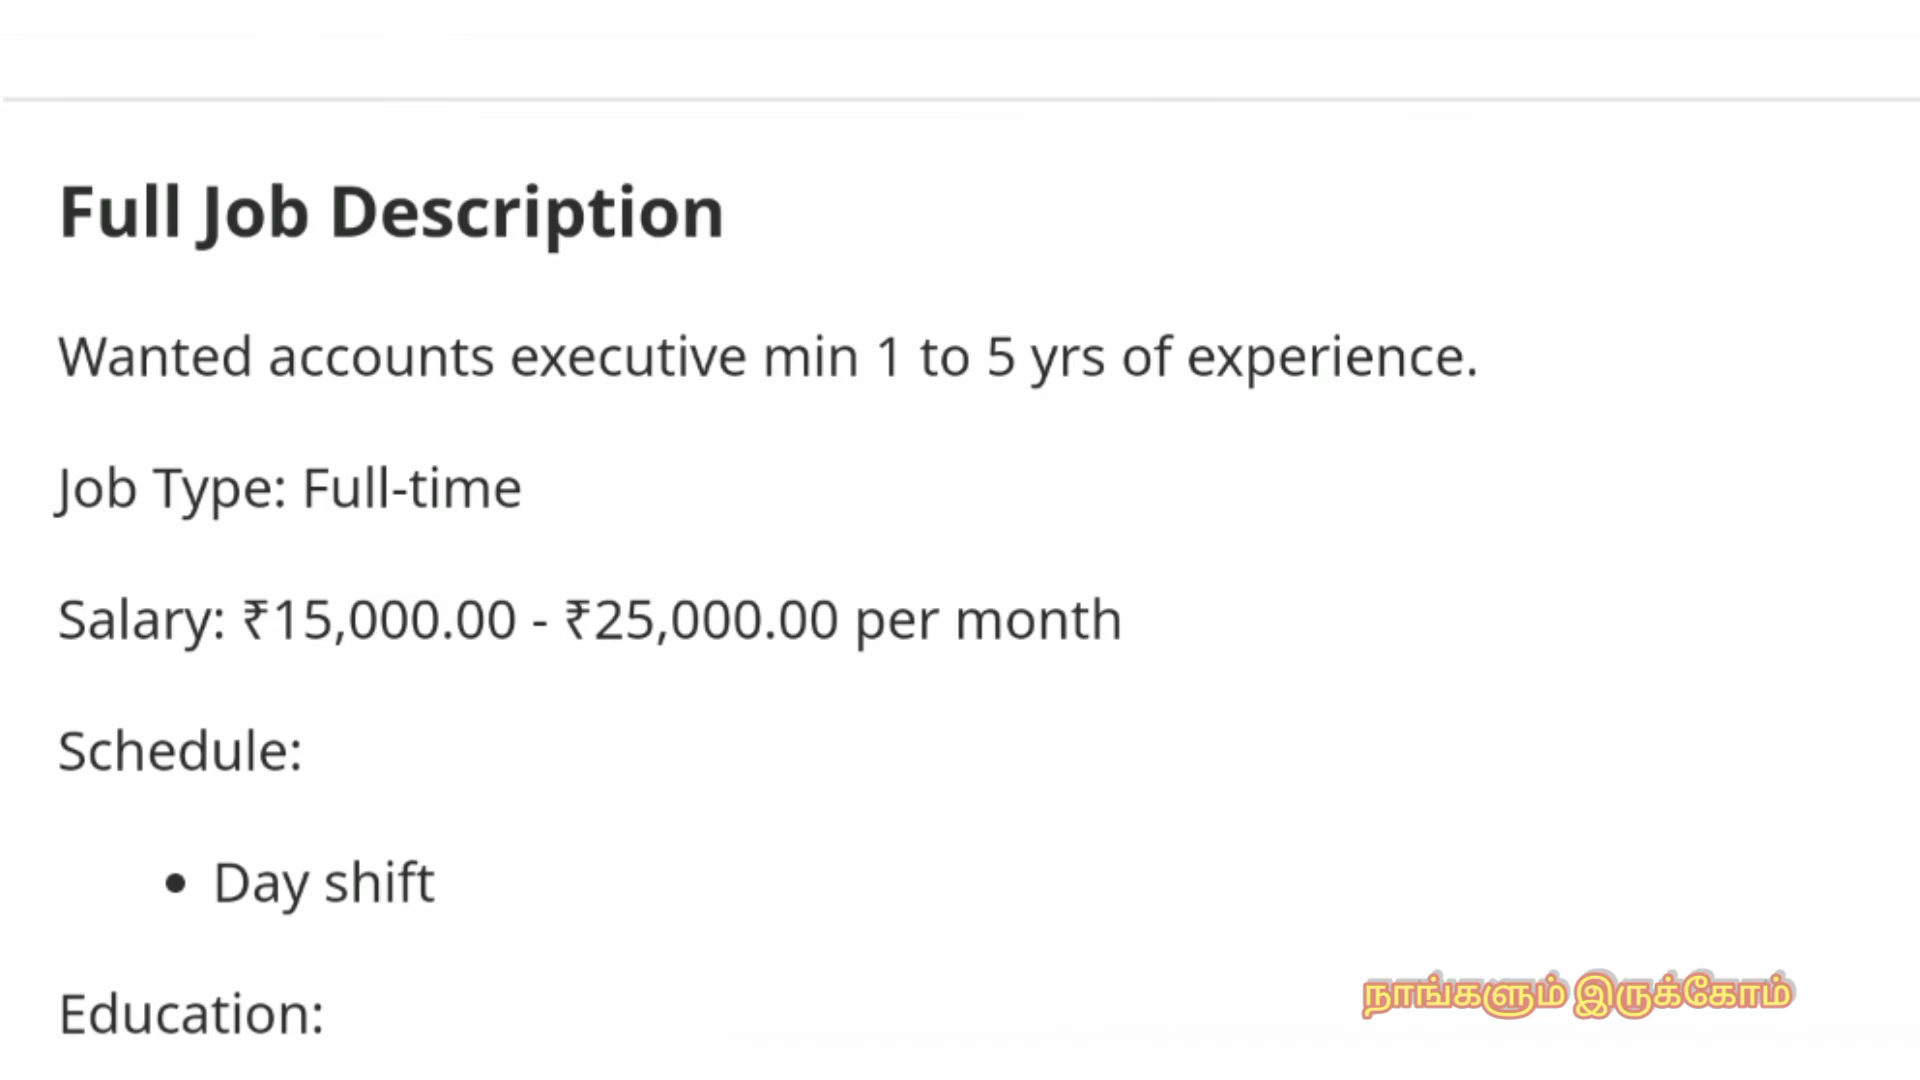 Full Job Description
Wanted accounts executive min 1 to 5 yrs of experience.
Job Type: Full-time
Salary: ₹15,000.00 - ₹25,000.00 per month
Schedule:
• Day shift
Education:
நாங்களும் இருக்கோம்